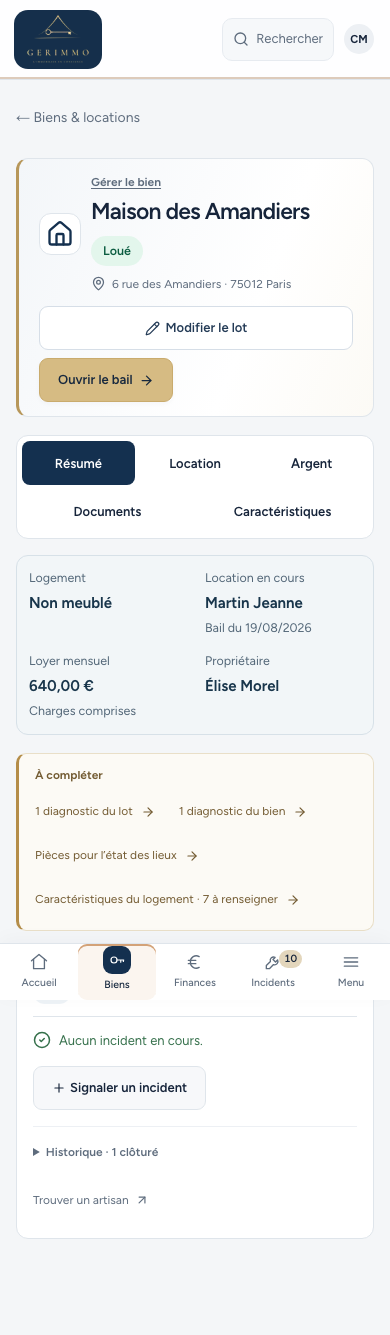 GERIMMO
Rechercher
CM
← Biens & locations
Gérer le bien
Maison des Amandiers
Loué
6 rue des Amandiers · 75012 Paris
Modifier le lot
Ouvrir le bail →
Résumé
Location
Argent
Documents
Caractéristiques
Logement
Non meublé
Location en cours
Martin Jeanne
Bail du 19/08/2026
Loyer mensuel
640,00 €
Charges comprises
Propriétaire
Élise Morel
À compléter
1 diagnostic du lot →
1 diagnostic du bien →
Pièces pour l'état des lieux →
Caractéristiques du logement · 7 à renseigner →
Accueil
Biens
Finances
10
Incidents
Menu
Aucun incident en cours.
+ Signaler un incident
Historique · 1 clôturé
Trouver un artisan